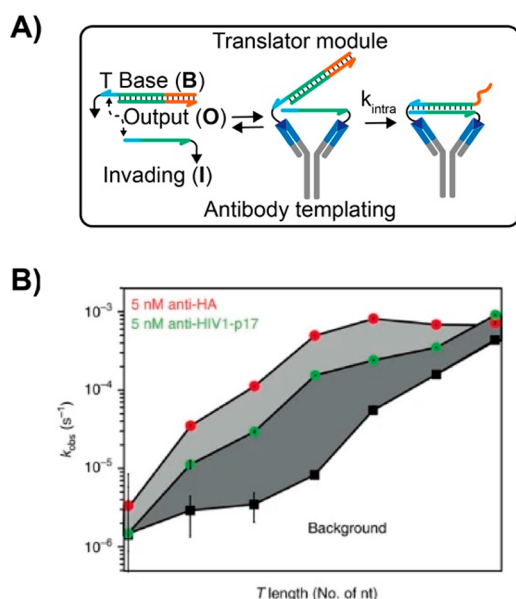 A)
Translator module
T Base (B)
Output (O)
k_intra
Invading (I)
Antibody templating
B)
5 nM anti-HA
5 nM anti-HIV1-p17
10⁻³
10⁻⁴
10⁻⁵
10⁻⁶
k_obs (s⁻¹)
Background
T length (No. of nt)